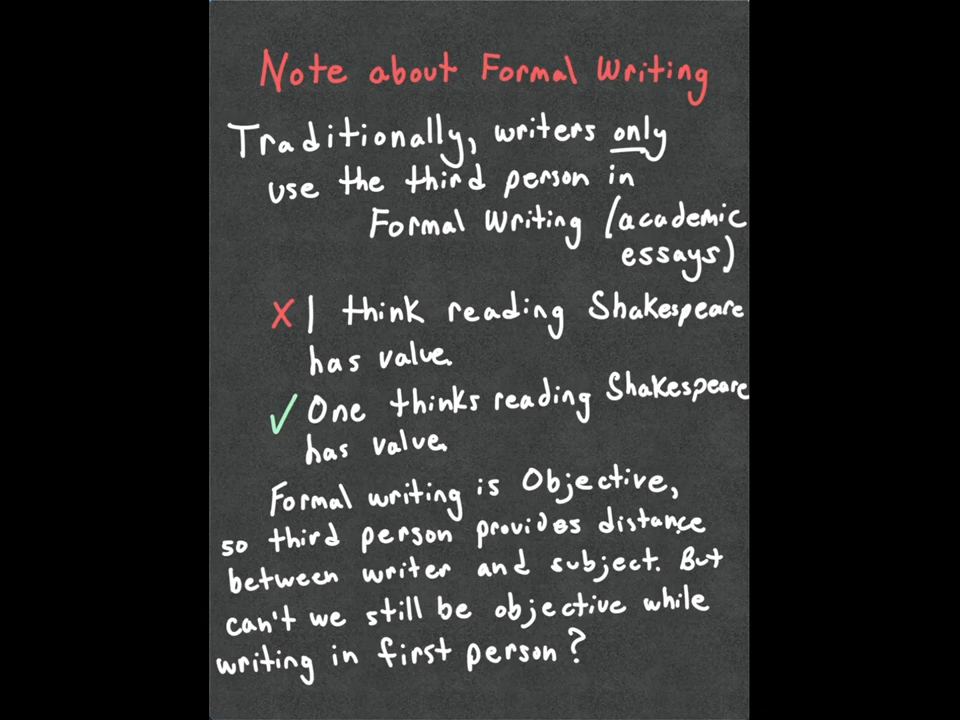 Note about Formal Writing
Traditionally, writers only
use the third person in
Formal Writing (academic
essays)
X I think reading Shakespeare
has value.
✓ One thinks reading Shakespeare
has value.
Formal writing is Objective,
so third person provides distance
between writer and subject. But
can't we still be objective while
writing in first person?